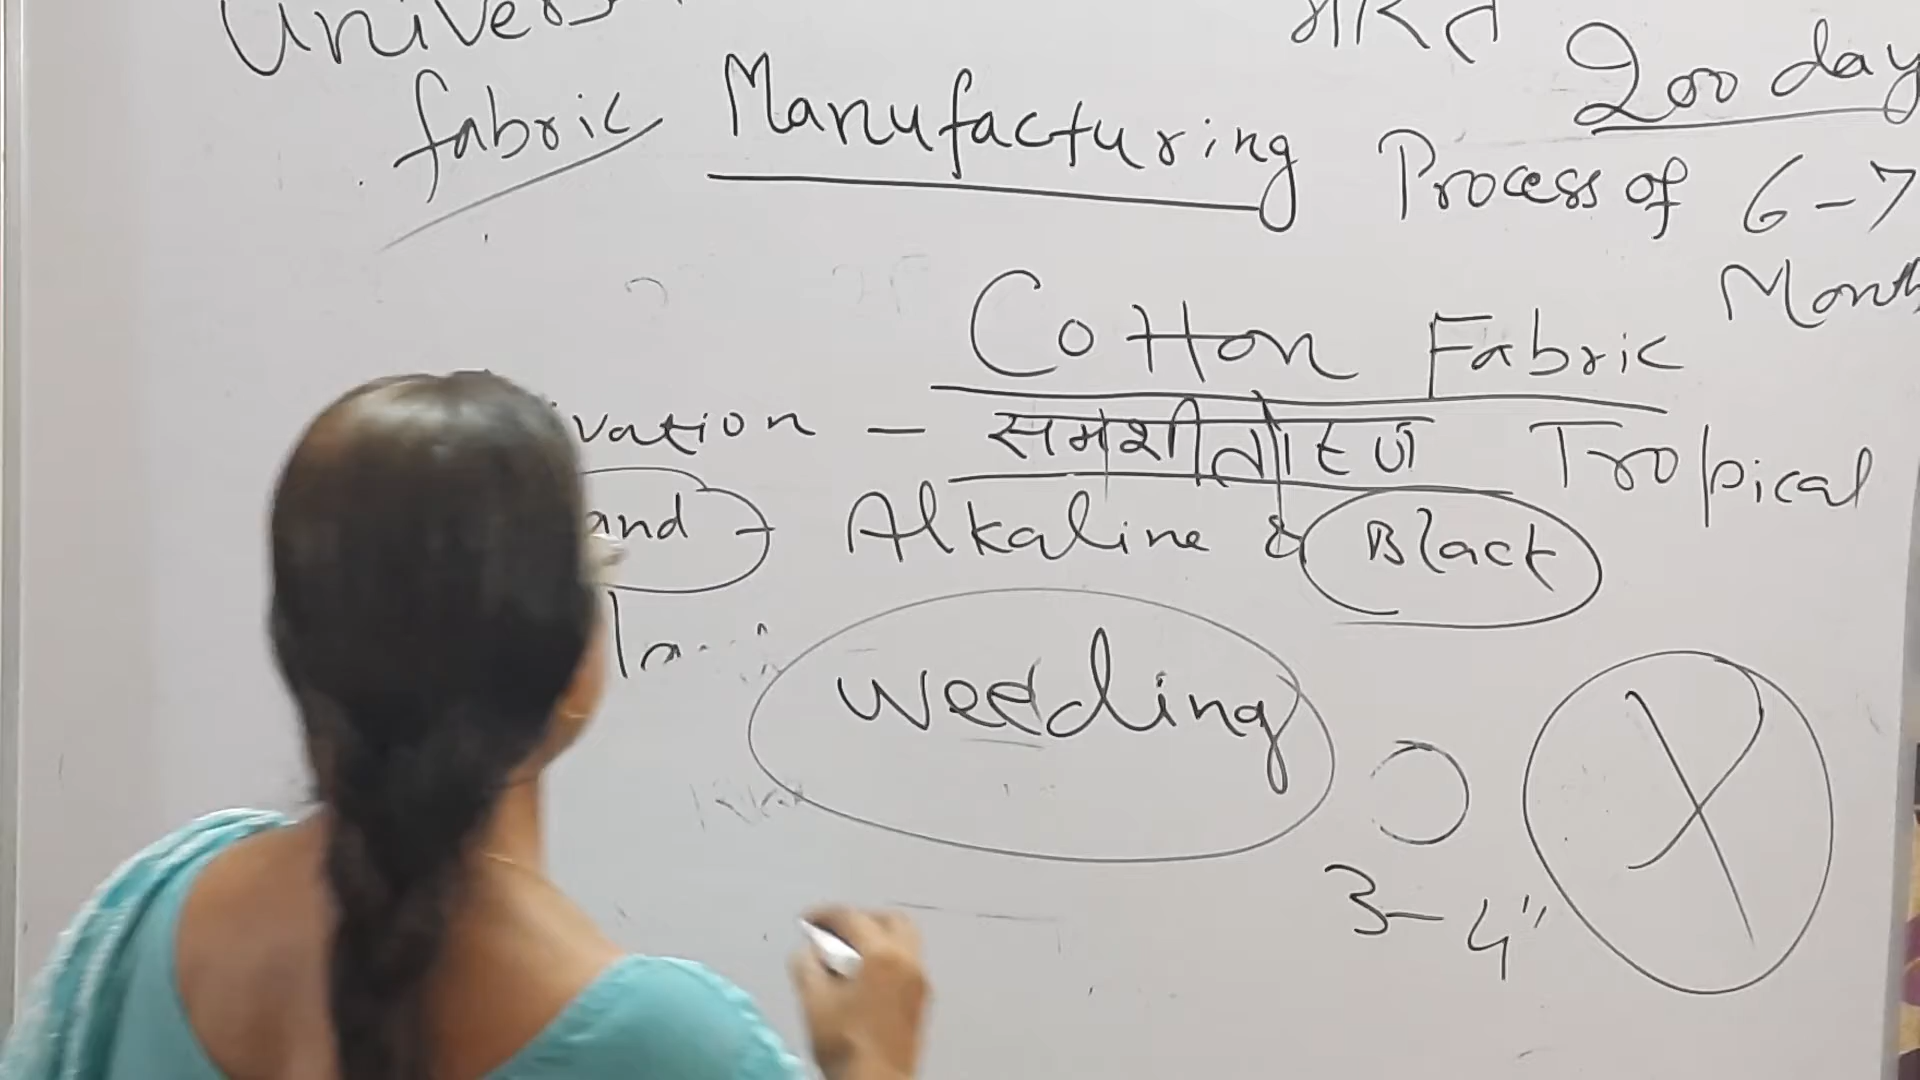 भारत
200 day
fabric Manufacturing Process of 6-7
Cotton Fabric
vation - समशीतोष्ण Tropical
and - Alkaline & Black
weeding
3-4"